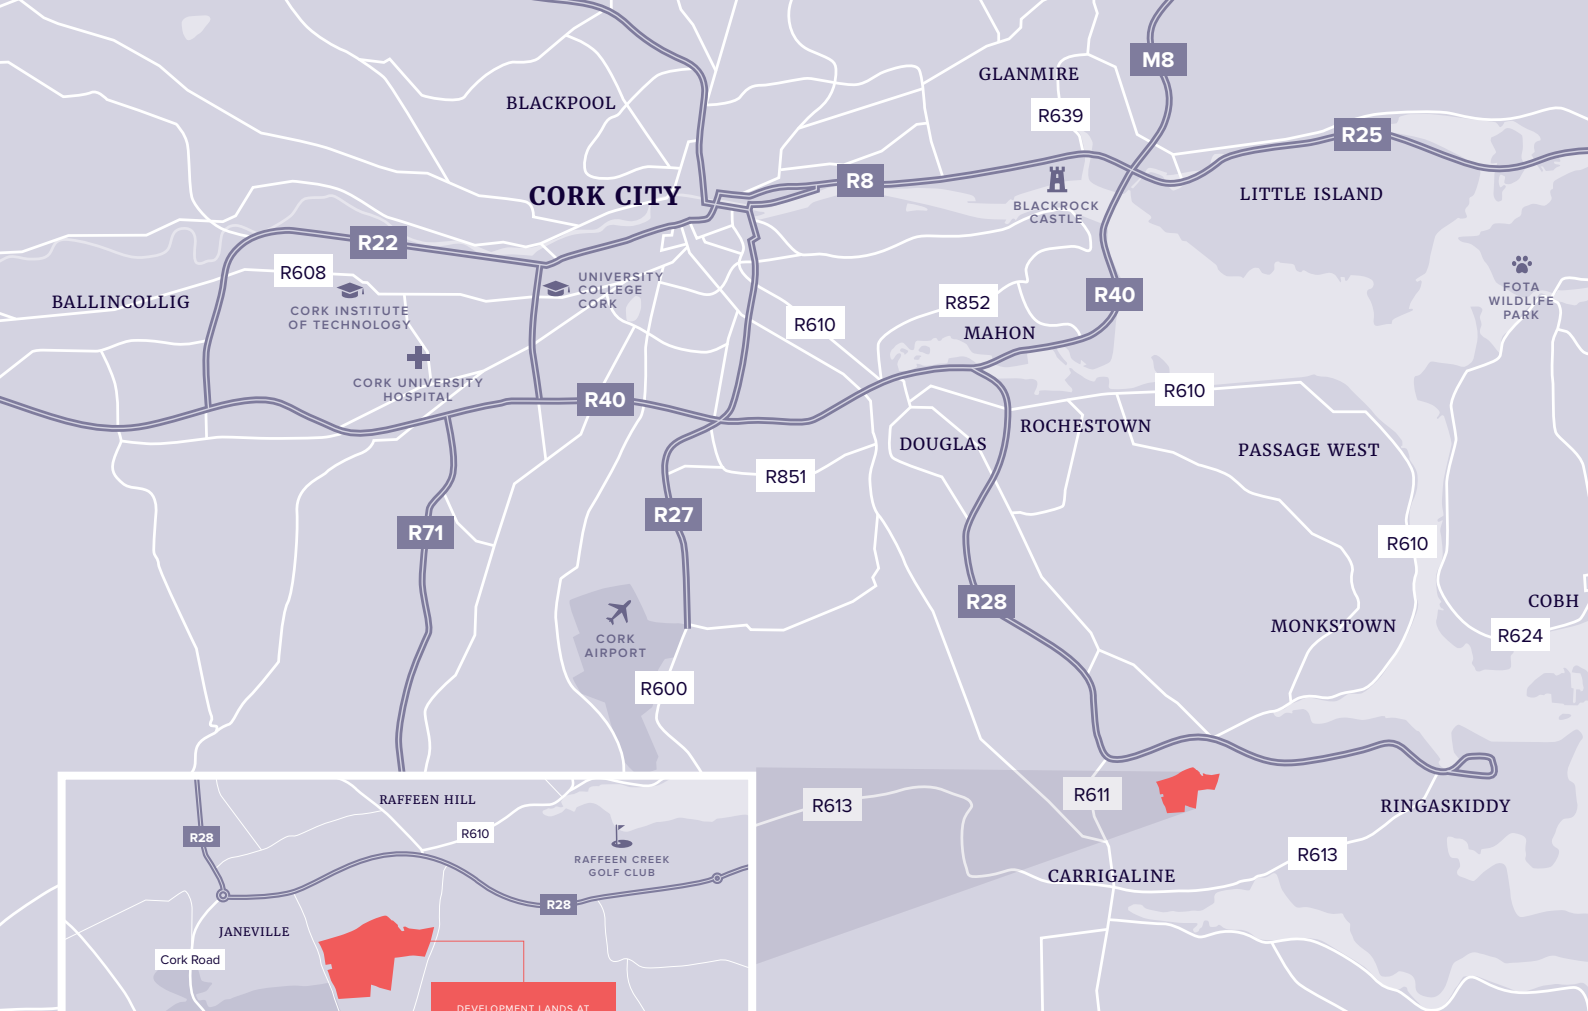 M8
GLANMIRE
BLACKPOOL
R639
R25
R8
CORK CITY
LITTLE ISLAND
BLACKROCK
CASTLE
R22
R608
UNIVERSITY
COLLEGE
CORK
BALLINCOLLIG
CORK INSTITUTE
OF TECHNOLOGY
R852
R40
FOTA
WILDLIFE
PARK
R610
MAHON
CORK UNIVERSITY
HOSPITAL
R40
R610
ROCHESTOWN
DOUGLAS
PASSAGE WEST
R851
R27
R71
R610
R28
COBH
MONKSTOWN
R624
CORK
AIRPORT
R600
R611
R613
RINGASKIDDY
R613
CARRIGALINE
RAFFEEN HILL
R28
R610
RAFFEEN CREEK
GOLF CLUB
R28
JANEVILLE
Cork Road
DEVELOPMENT LANDS AT